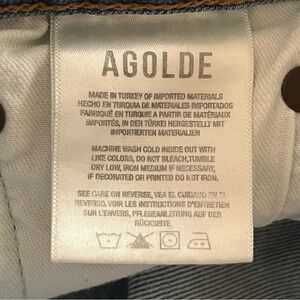 AGOLDE
MADE IN TURKEY OF IMPORTED MATERIALS
HECHO EN TURQUIA DE MATERIALES IMPORTADOS
FABRIQUÉ EN TURQUIE A PARTIR DE MATÉRIAUX
IMPORTÉS, IN DER TÜRKEI HERGESTELLT MIT
IMPORTIERTEN MATERIALIEN
MACHINE WASH COLD INSIDE OUT WITH
LIKE COLORS, DO NOT BLEACH, TUMBLE
DRY LOW, IRON MEDIUM IF NECESSARY,
IF DECORATED OR PRINTED DO NOT IRON
SEE CARE ON REVERSE, VEA EL CUIDADO EN EL
REVERSO, VOIR LES INSTRUCTIONS D'ENTRETIEN
SUR L'ENVERS, PFLEGEANLEITUNG AUF DER
RÜCKSEITE